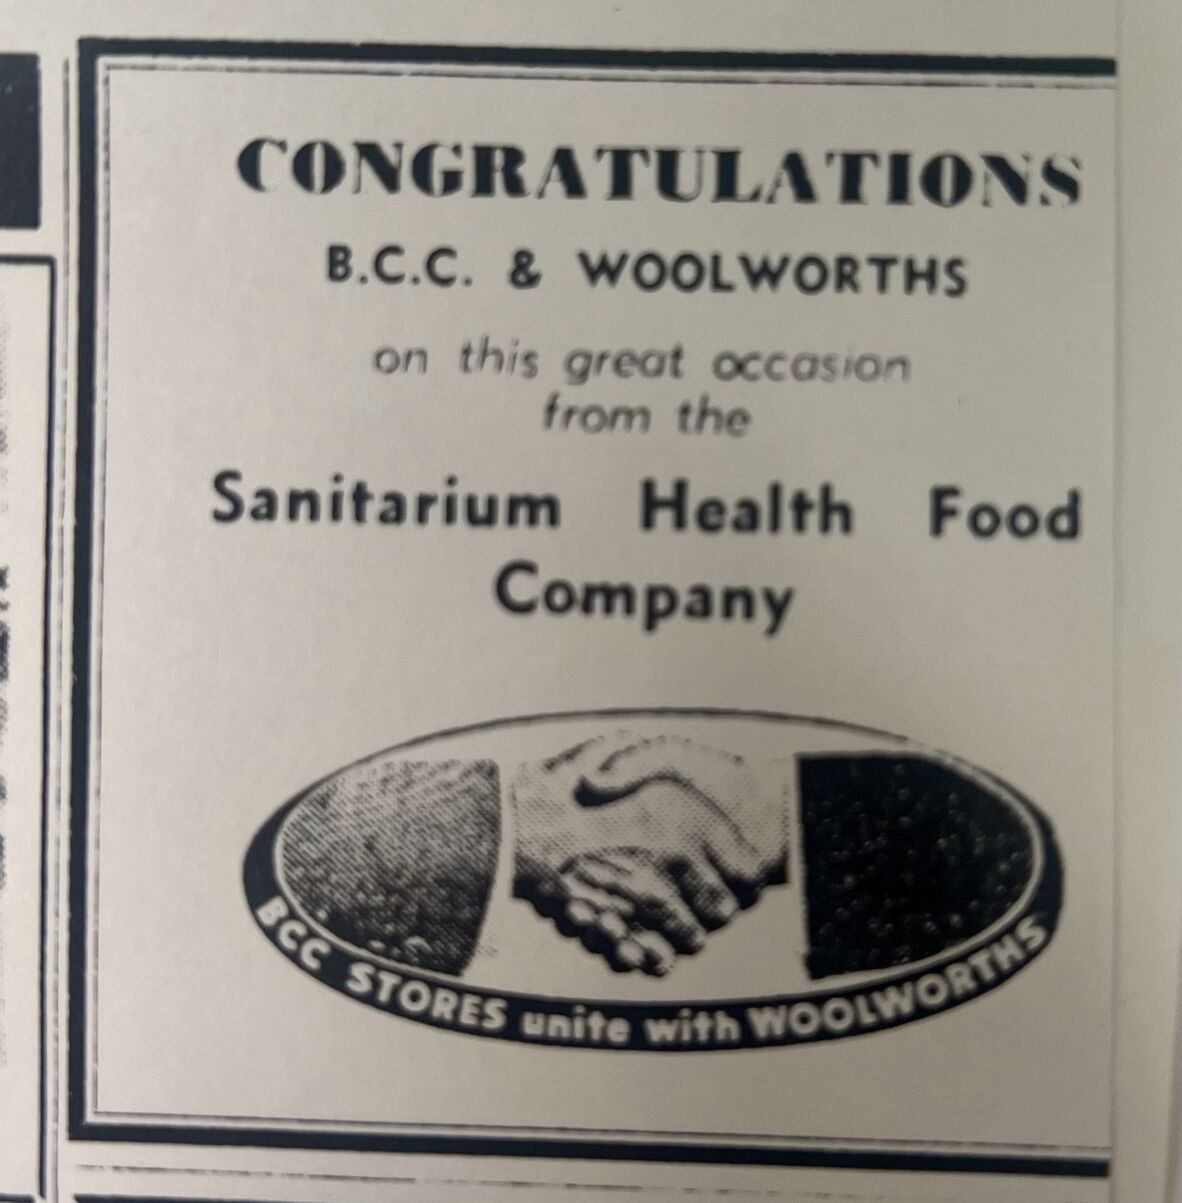 CONGRATULATIONS
B.C.C. & WOOLWORTHS
on this great occasion
from the
Sanitarium Health Food
Company
BCC STORES unite with WOOLWORTHS